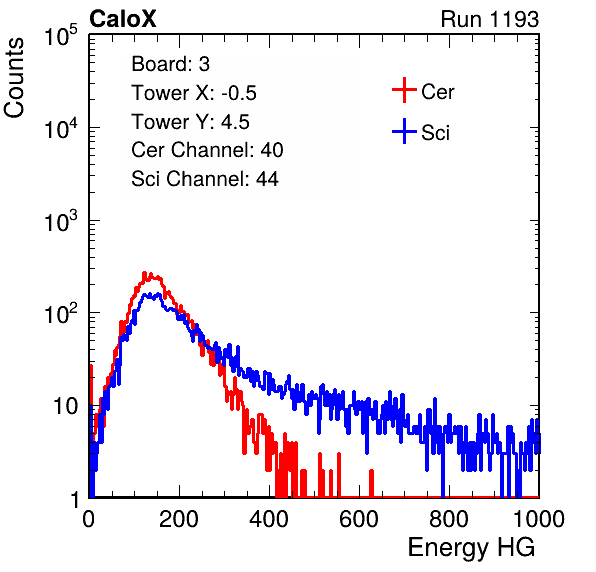 CaloX Run 1193
Counts
10^5
10^4
10^3
10^2
10
1
Board: 3
Tower X: -0.5
Tower Y: 4.5
Cer Channel: 40
Sci Channel: 44
Cer
Sci
0 200 400 600 800 1000
Energy HG